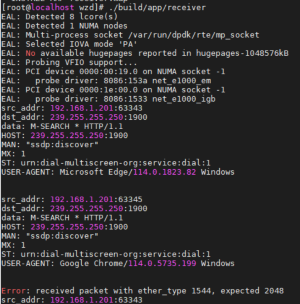 [root@localhost wzd]# ./build/app/receiver
EAL: Detected 8 lcore(s)
EAL: Detected 1 NUMA nodes
EAL: Multi-process socket /var/run/dpdk/rte/mp_socket
EAL: Selected IOVA mode 'PA'
EAL: No available hugepages reported in hugepages-1048576kB
EAL: Probing VFIO support...
EAL: PCI device 0000:00:19.0 on NUMA socket -1
EAL:   probe driver: 8086:153a net_e1000_em
EAL: PCI device 0000:1e:00.0 on NUMA socket -1
EAL:   probe driver: 8086:1533 net_e1000_igb
src_addr: 192.168.1.201:63343
dst_addr: 239.255.255.250:1900
data: M-SEARCH * HTTP/1.1
HOST: 239.255.255.250:1900
MAN: "ssdp:discover"
MX: 1
ST: urn:dial-multiscreen-org:service:dial:1
USER-AGENT: Microsoft Edge/114.0.1823.82 Windows
src_addr: 192.168.1.201:63345
dst_addr: 239.255.255.250:1900
data: M-SEARCH * HTTP/1.1
HOST: 239.255.255.250:1900
MAN: "ssdp:discover"
MX: 1
ST: urn:dial-multiscreen-org:service:dial:1
USER-AGENT: Google Chrome/114.0.5735.199 Windows
Error: received packet with ether_type 1544, expected 2048
src_addr: 192.168.1.201:63343